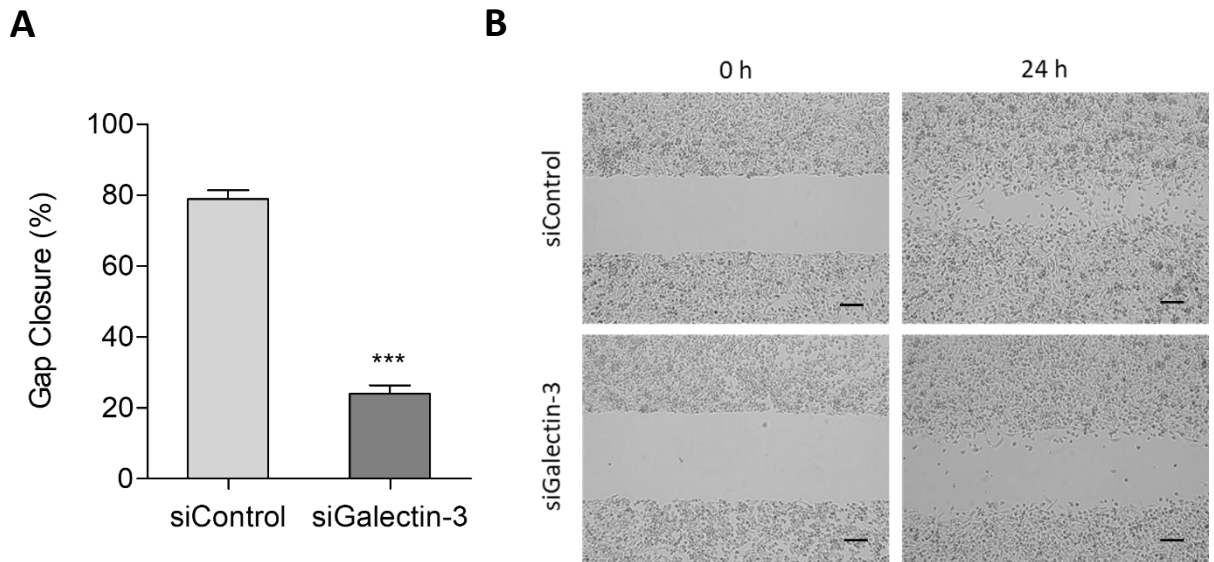 A
B
0 h
24 h
Gap Closure (%)
100
80
60
40
20
0
***
siControl
siGalectin-3
siControl
siGalectin-3